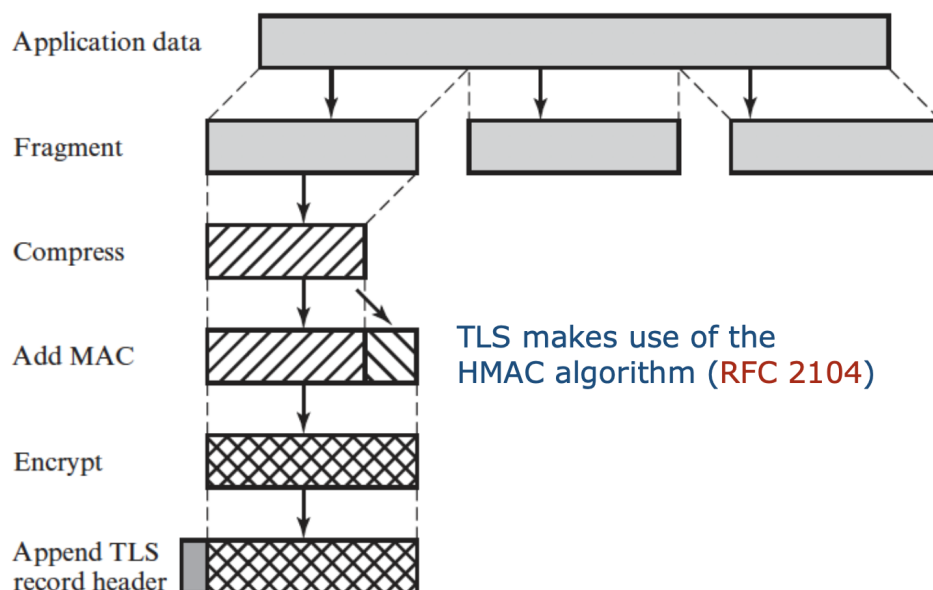 Application data
Fragment
Compress
Add MAC
TLS makes use of the
HMAC algorithm (RFC 2104)
Encrypt
Append TLS
record header